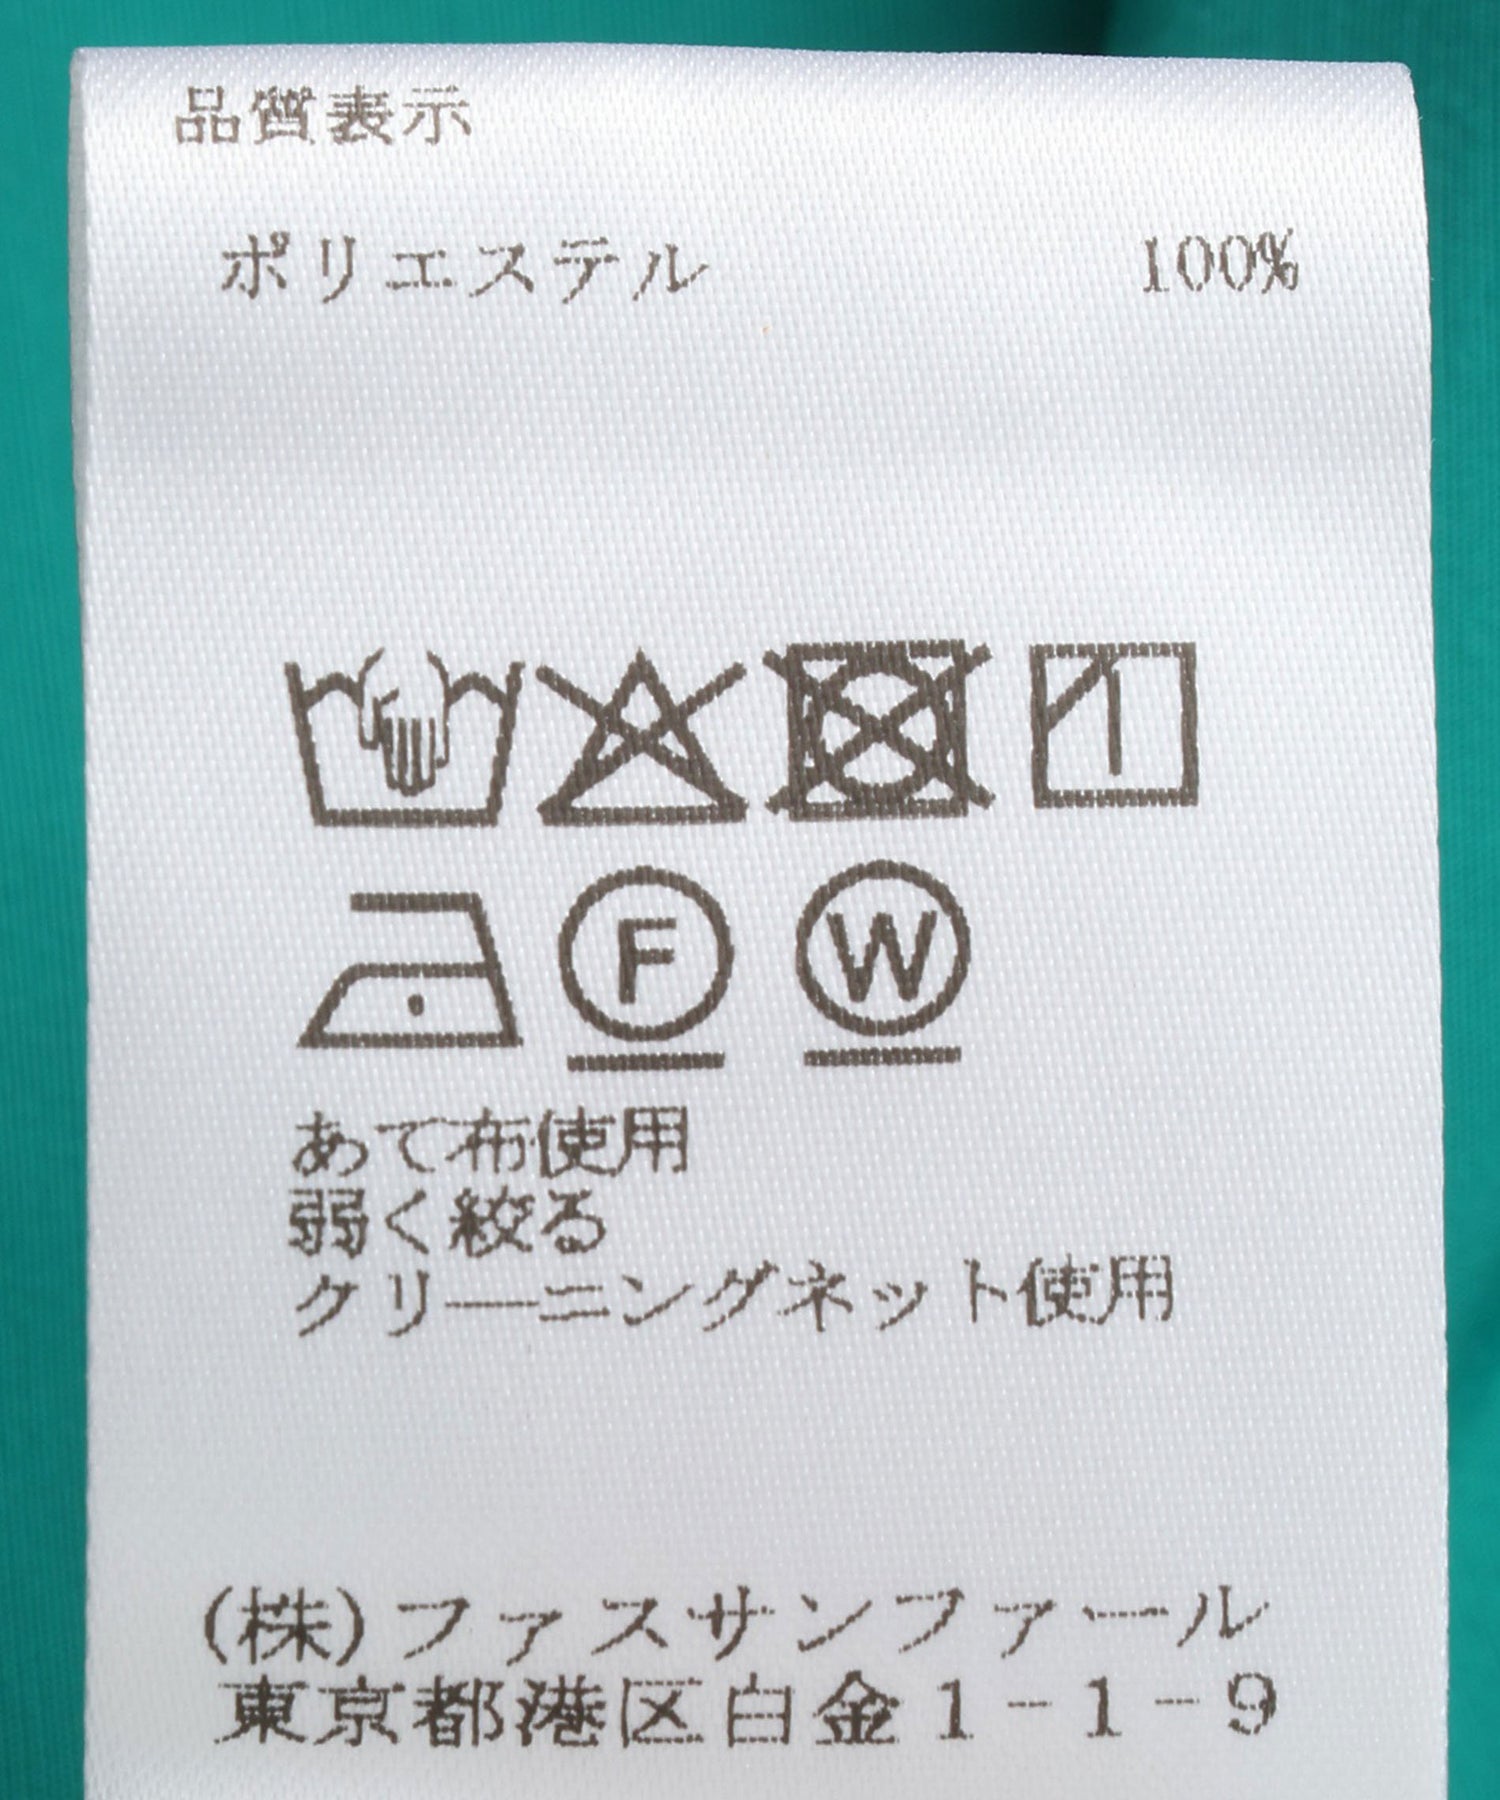 品質表示
ポリエステル 100%
F W
あて布使用
弱く絞る
クリーニングネット使用
(株)ファスサンファール
東京都港区白金1-1-9